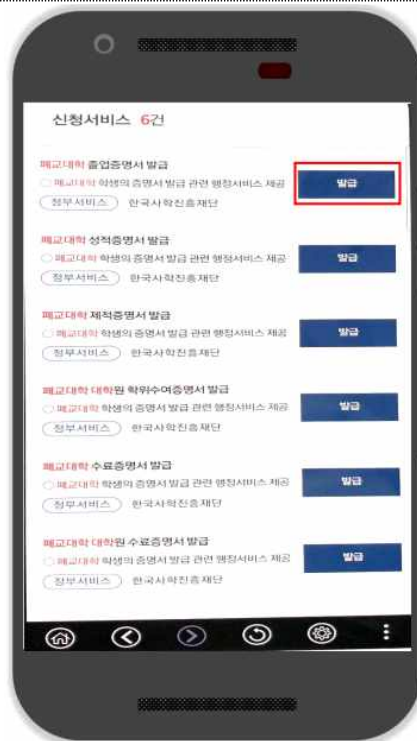 신청서비스 6건
폐교대학 졸업증명서 발급
○ 폐교대학 학생의 증명서 발급 관련 행정서비스 제공
발급
정부서비스 한국사학진흥재단
폐교대학 성적증명서 발급
○ 폐교대학 학생의 증명서 발급 관련 행정서비스 제공
발급
정부서비스 한국사학진흥재단
폐교대학 제적증명서 발급
○ 폐교대학 학생의 증명서 발급 관련 행정서비스 제공
발급
정부서비스 한국사학진흥재단
폐교대학 대학원 학위수여증명서 발급
○ 폐교대학 학생의 증명서 발급 관련 행정서비스 제공
발급
정부서비스 한국사학진흥재단
폐교대학 수료증명서 발급
○ 폐교대학 학생의 증명서 발급 관련 행정서비스 제공
발급
정부서비스 한국사학진흥재단
폐교대학 대학원 수료증명서 발급
○ 폐교대학 학생의 증명서 발급 관련 행정서비스 제공
발급
정부서비스 한국사학진흥재단